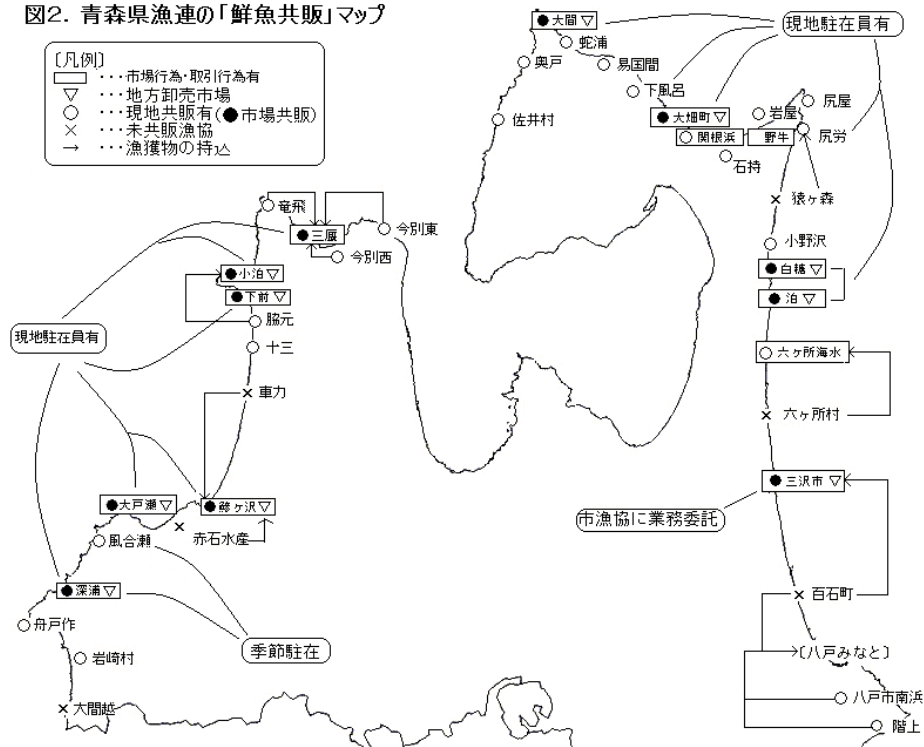 図2. 青森県漁連の「鮮魚共販」マップ
〔凡例〕
・・・市場行為・取引行為有
▽ ・・・地方卸売市場
○ ・・・現地共販有(●市場共販)
× ・・・未共販漁協
→ ・・・漁獲物の持込
●大間▽
現地駐在員有
○蛇浦
○奥戸
○易国間
○下風呂
○佐井村
●大畑町▽
○関根浜
野牛
○岩屋
○尻屋
○尻労
○石持
×猿ヶ森
○小野沢
●白糠▽
●泊▽
○六ヶ所海水
×六ヶ所村
●三沢市▽
市漁協に業務委託
×百石町
〔八戸みなと〕
○八戸市南浜
○階上
○竜飛
●三厩
○今別東
○今別西
●小泊▽
●下前▽
現地駐在員有
○脇元
○十三
×車力
●大戸瀬▽
●鯵ヶ沢▽
×赤石水産
○風合瀬
●深浦▽
○舟戸作
季節駐在
○岩崎村
×大間越